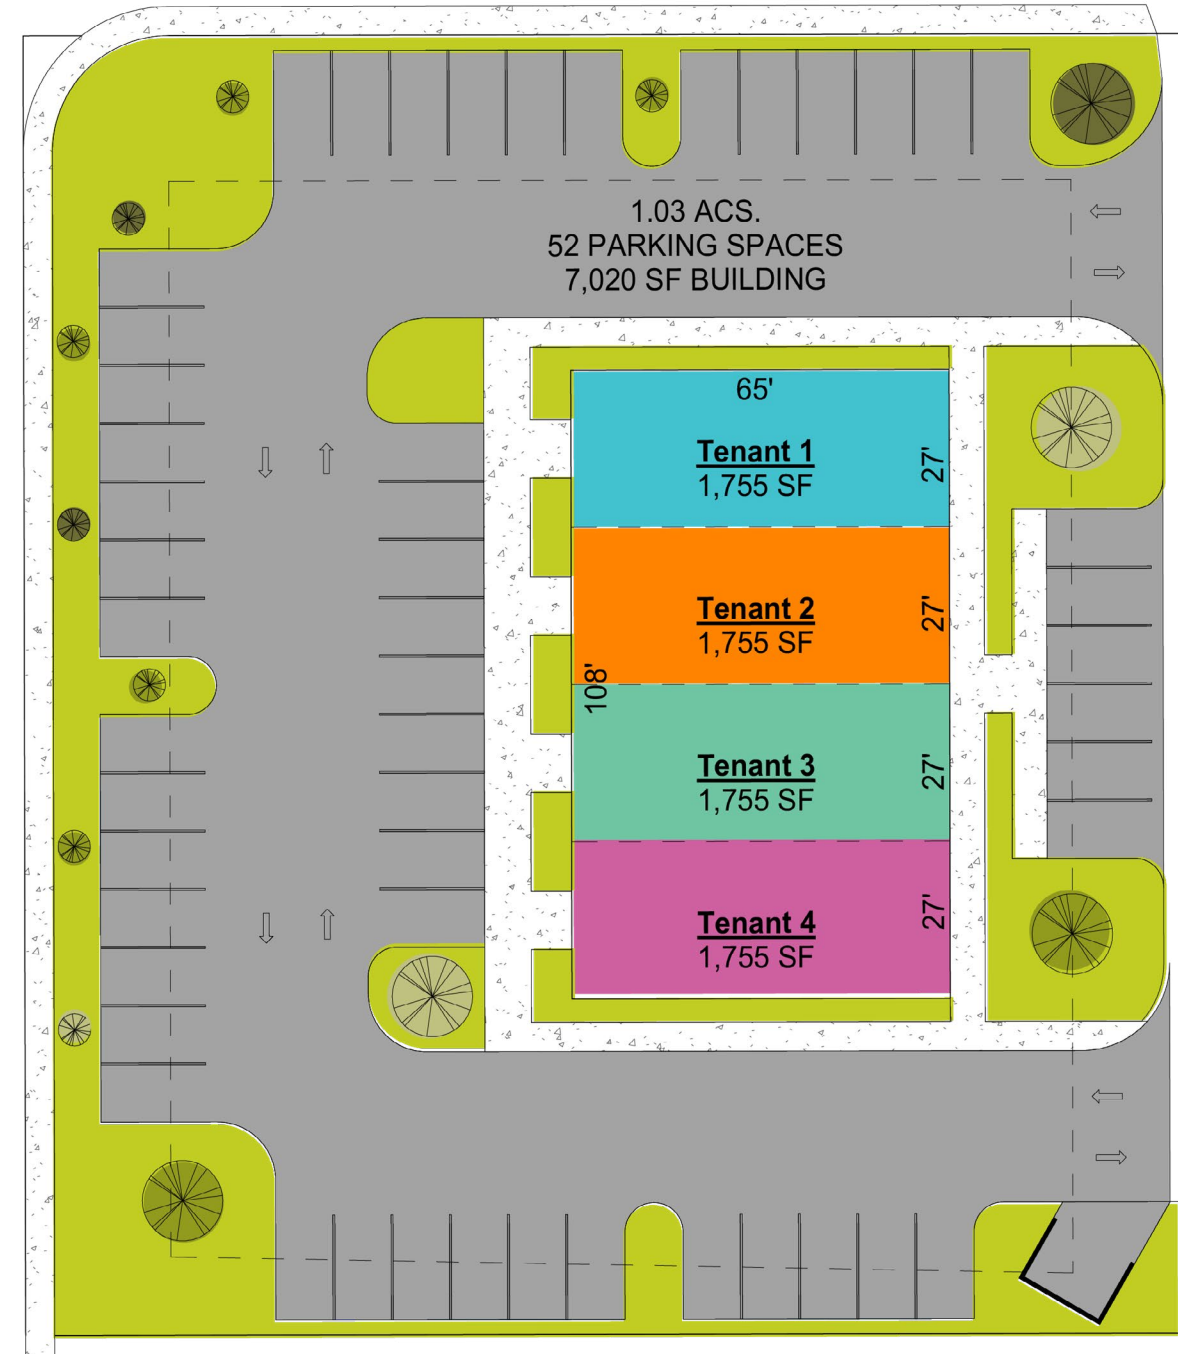 1.03 ACS.
52 PARKING SPACES
7,020 SF BUILDING
65'
Tenant 1
1,755 SF
27'
Tenant 2
1,755 SF
27'
108'
Tenant 3
1,755 SF
27'
Tenant 4
1,755 SF
27'